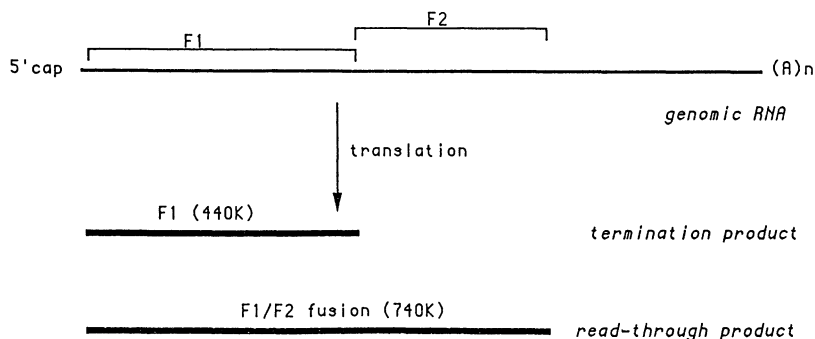 F2
F1
5'cap (A)n
genomic RNA
translation
F1 (440K)
termination product
F1/F2 fusion (740K)
read-through product